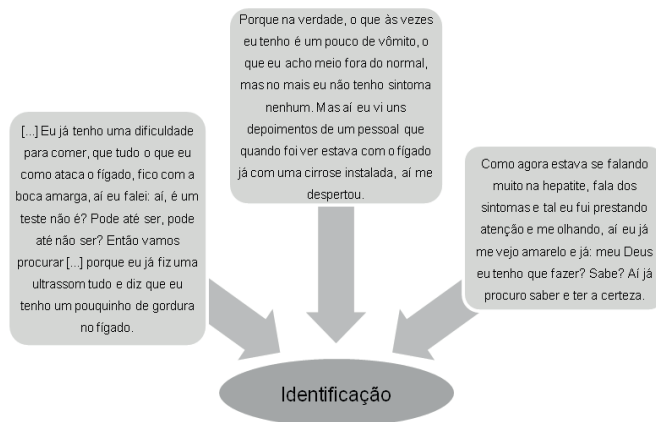 [...] Eu já tenho uma dificuldade
para comer, que tudo o que eu
como ataca o fígado, fico com a
boca amarga, aí eu falei: aí, é um
teste não é? Pode até ser, pode
até não ser? Então vamos
procurar [...] porque eu já fiz uma
ultrassom tudo e diz que eu
tenho um pouquinho de gordura
no fígado.
Porque na verdade, o que às vezes
eu tenho é um pouco de vômito, o
que eu acho meio fora do normal,
mas no mais eu não tenho sintoma
nenhum. Mas aí eu vi uns
depoimentos de um pessoal que
quando foi ver estava com o fígado
já com uma cirrose instalada, aí me
despertou.
Como agora estava se falando
muito na hepatite, fala dos
sintomas e tal eu fui prestando
atenção e me olhando, aí eu já
me vejo amarelo e já: meu Deus
eu tenho que fazer? Sabe? Aí já
procuro saber e ter a certeza.
Identificação